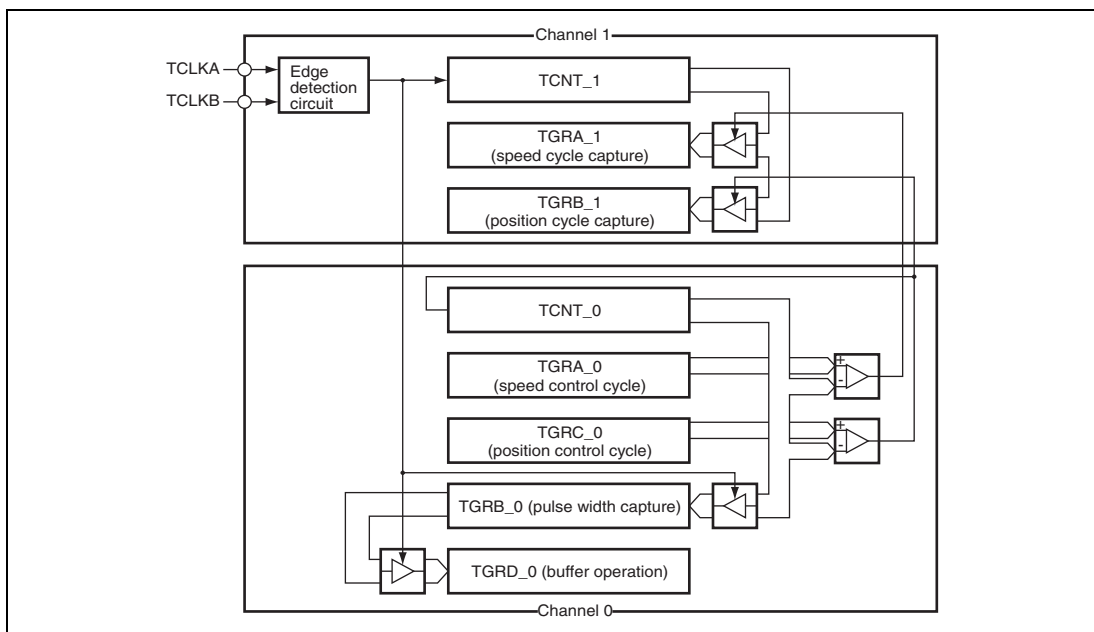 Channel 1
TCLKA
TCLKB
Edge
detection
circuit
TCNT_1
TGRA_1
(speed cycle capture)
TGRB_1
(position cycle capture)
TCNT_0
TGRA_0
(speed control cycle)
TGRC_0
(position control cycle)
TGRB_0 (pulse width capture)
TGRD_0 (buffer operation)
+
-
+
-
Channel 0